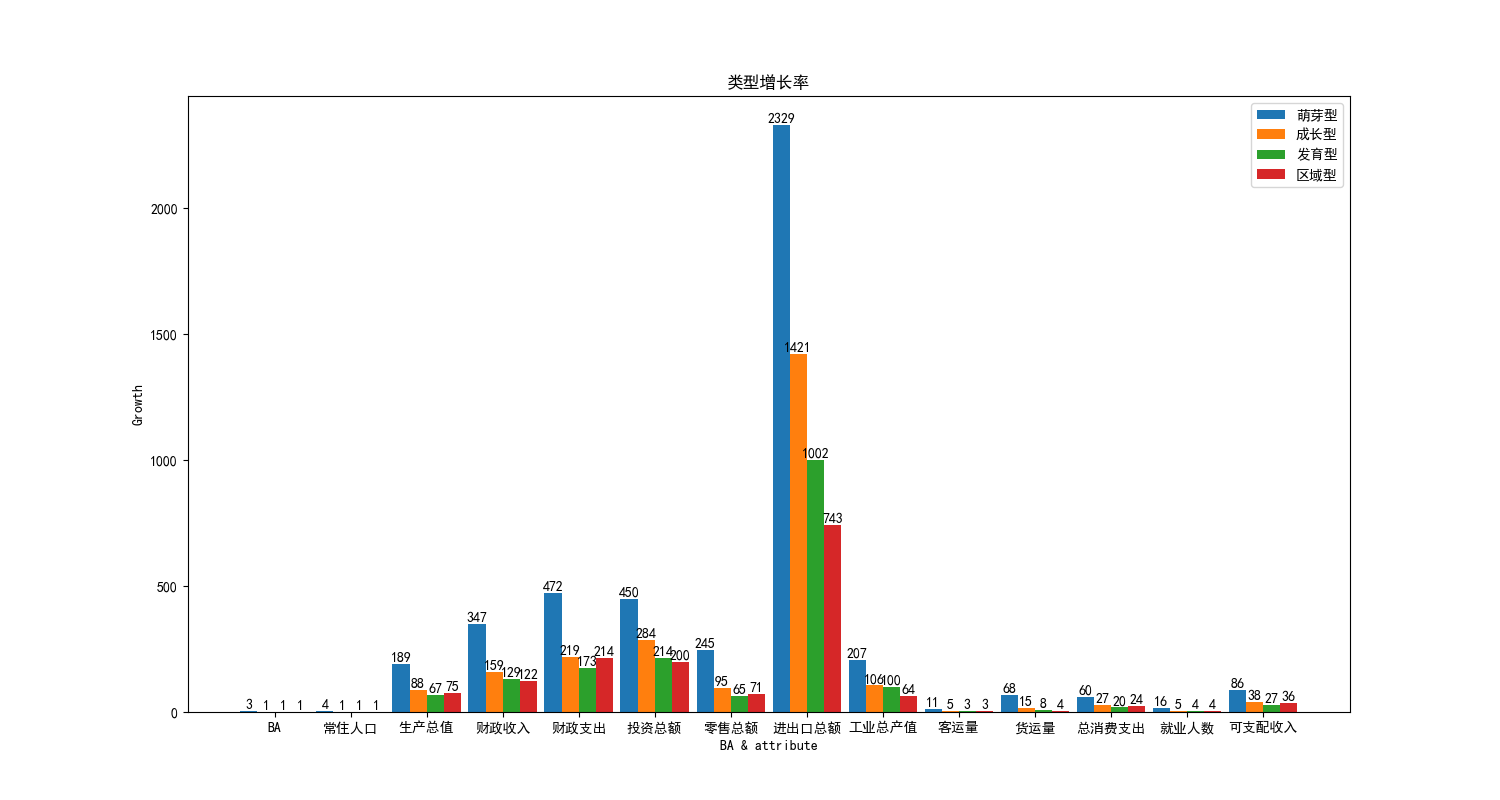 类型增长率
萌芽型
成长型
发育型
区域型
2000
1500
1000
500
0
Growth
3 1 1 1
4 1 1 1
189 88 67 75
347 159 129 122
472 219 173 214
450 284 214 200
245 95 65 71
2329 1421 1002 743
207 106 100 64
11 5 3 3
68 15 8 4
60 27 20 24
16 5 4 4
86 38 27 36
BA 常住人口 生产总值 财政收入 财政支出 投资总额 零售总额 进出口总额 工业总产值 客运量 货运量 总消费支出 就业人数 可支配收入
BA & attribute